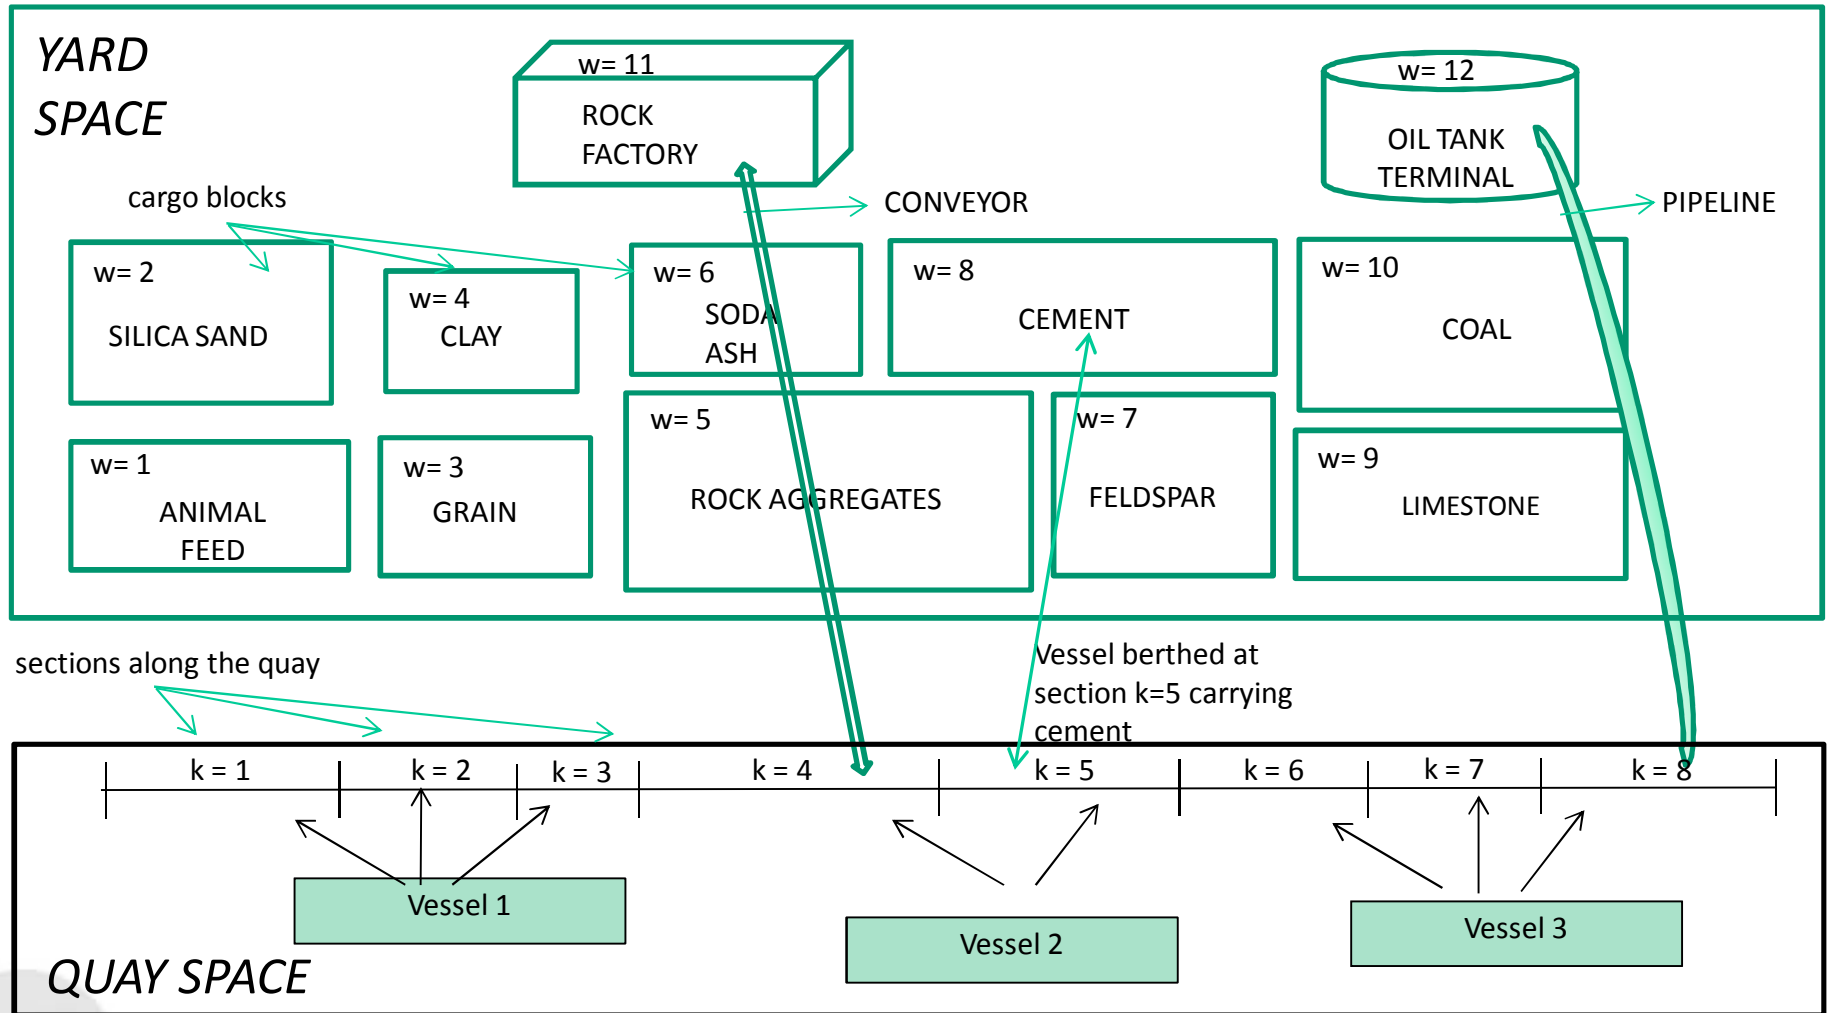 YARD
SPACE
w= 11
ROCK
FACTORY
w= 12
OIL TANK
TERMINAL
cargo blocks
CONVEYOR
PIPELINE
w= 2
SILICA SAND
w= 4
CLAY
w= 6
SODA
ASH
w= 8
CEMENT
w= 10
COAL
w= 1
ANIMAL
FEED
w= 3
GRAIN
w= 5
ROCK AGGREGATES
w= 7
FELDSPAR
w= 9
LIMESTONE
sections along the quay
Vessel berthed at
section k=5 carrying
cement
k = 1
k = 2
k = 3
k = 4
k = 5
k = 6
k = 7
k = 8
Vessel 1
Vessel 2
Vessel 3
QUAY SPACE